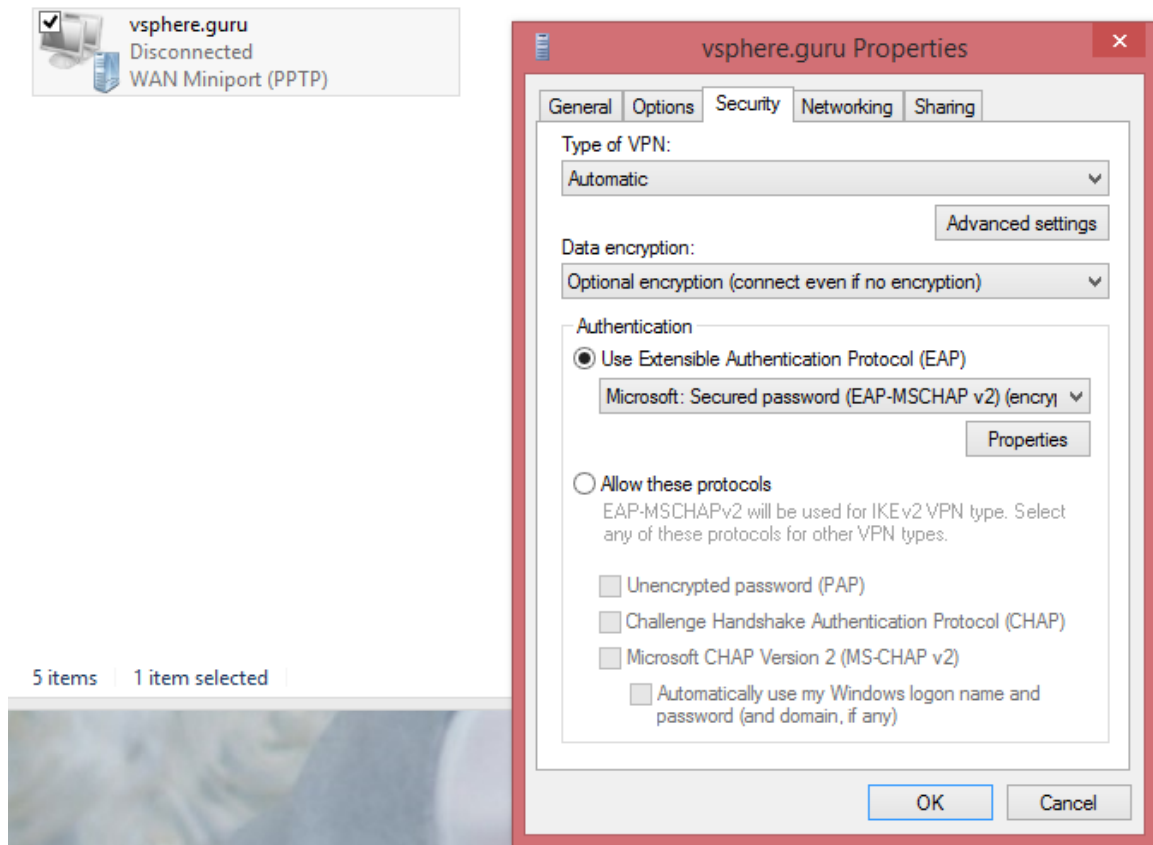 vsphere.guru
Disconnected
WAN Miniport (PPTP)
5 items 1 item selected
vsphere.guru Properties
General Options Security Networking Sharing
Type of VPN:
Automatic
Advanced settings
Data encryption:
Optional encryption (connect even if no encryption)
Authentication
Use Extensible Authentication Protocol (EAP)
Microsoft: Secured password (EAP-MSCHAP v2) (encryp
Properties
Allow these protocols
EAP-MSCHAPv2 will be used for IKEv2 VPN type. Select
any of these protocols for other VPN types.
Unencrypted password (PAP)
Challenge Handshake Authentication Protocol (CHAP)
Microsoft CHAP Version 2 (MS-CHAP v2)
Automatically use my Windows logon name and
password (and domain, if any)
OK Cancel